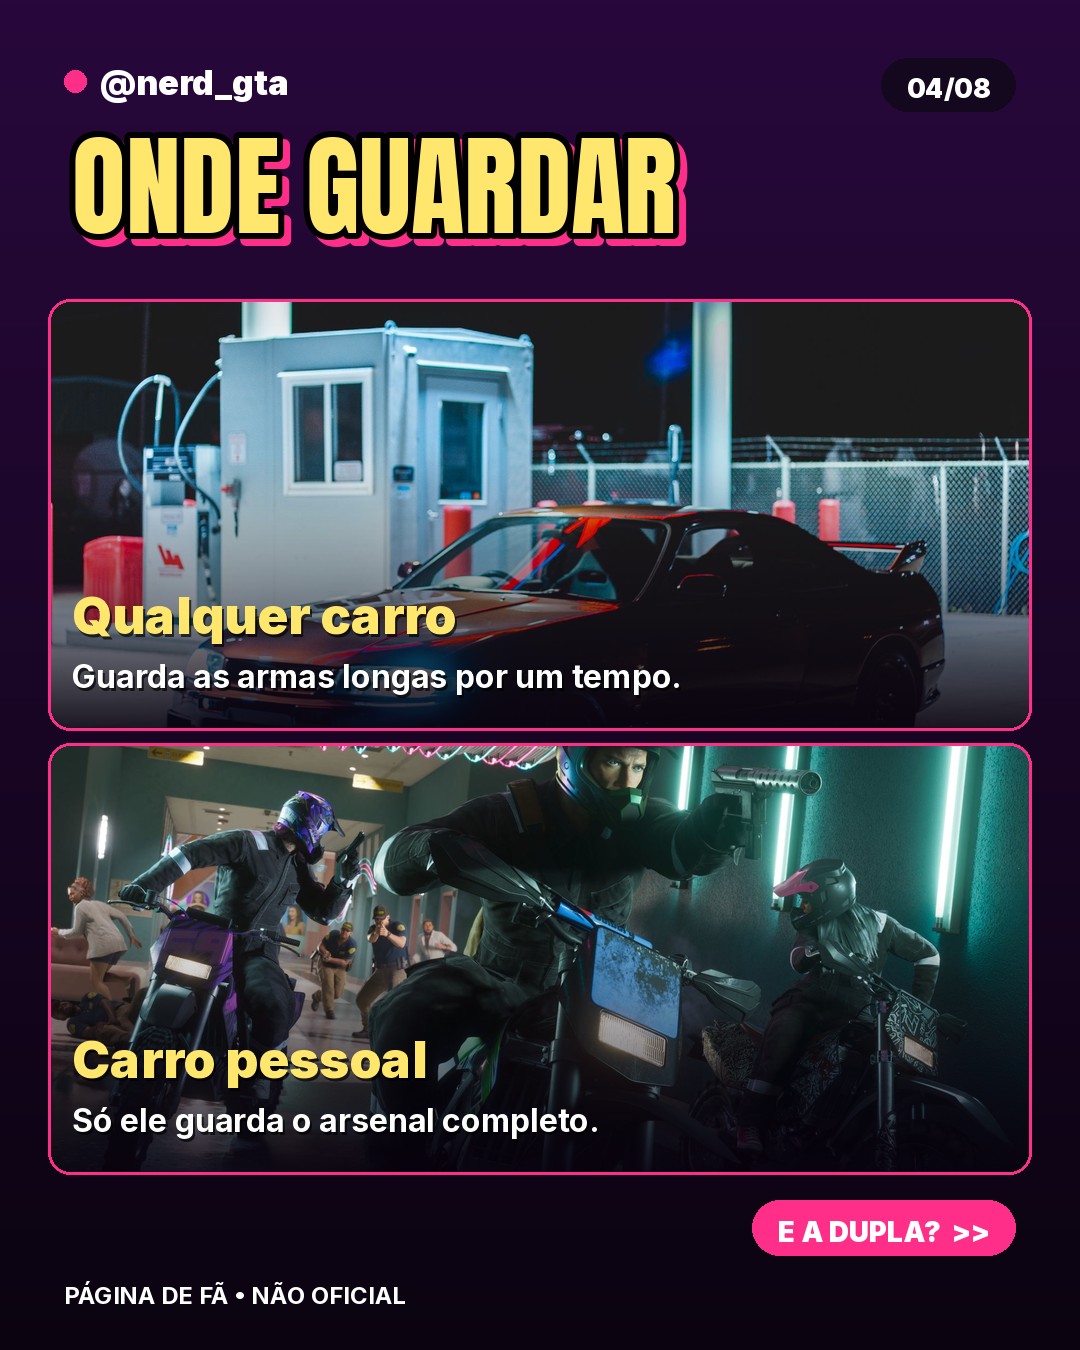 @nerd_gta
04/08
ONDE GUARDAR
Qualquer carro
Guarda as armas longas por um tempo.
Carro pessoal
Só ele guarda o arsenal completo.
E A DUPLA? >>
PÁGINA DE FÃ • NÃO OFICIAL